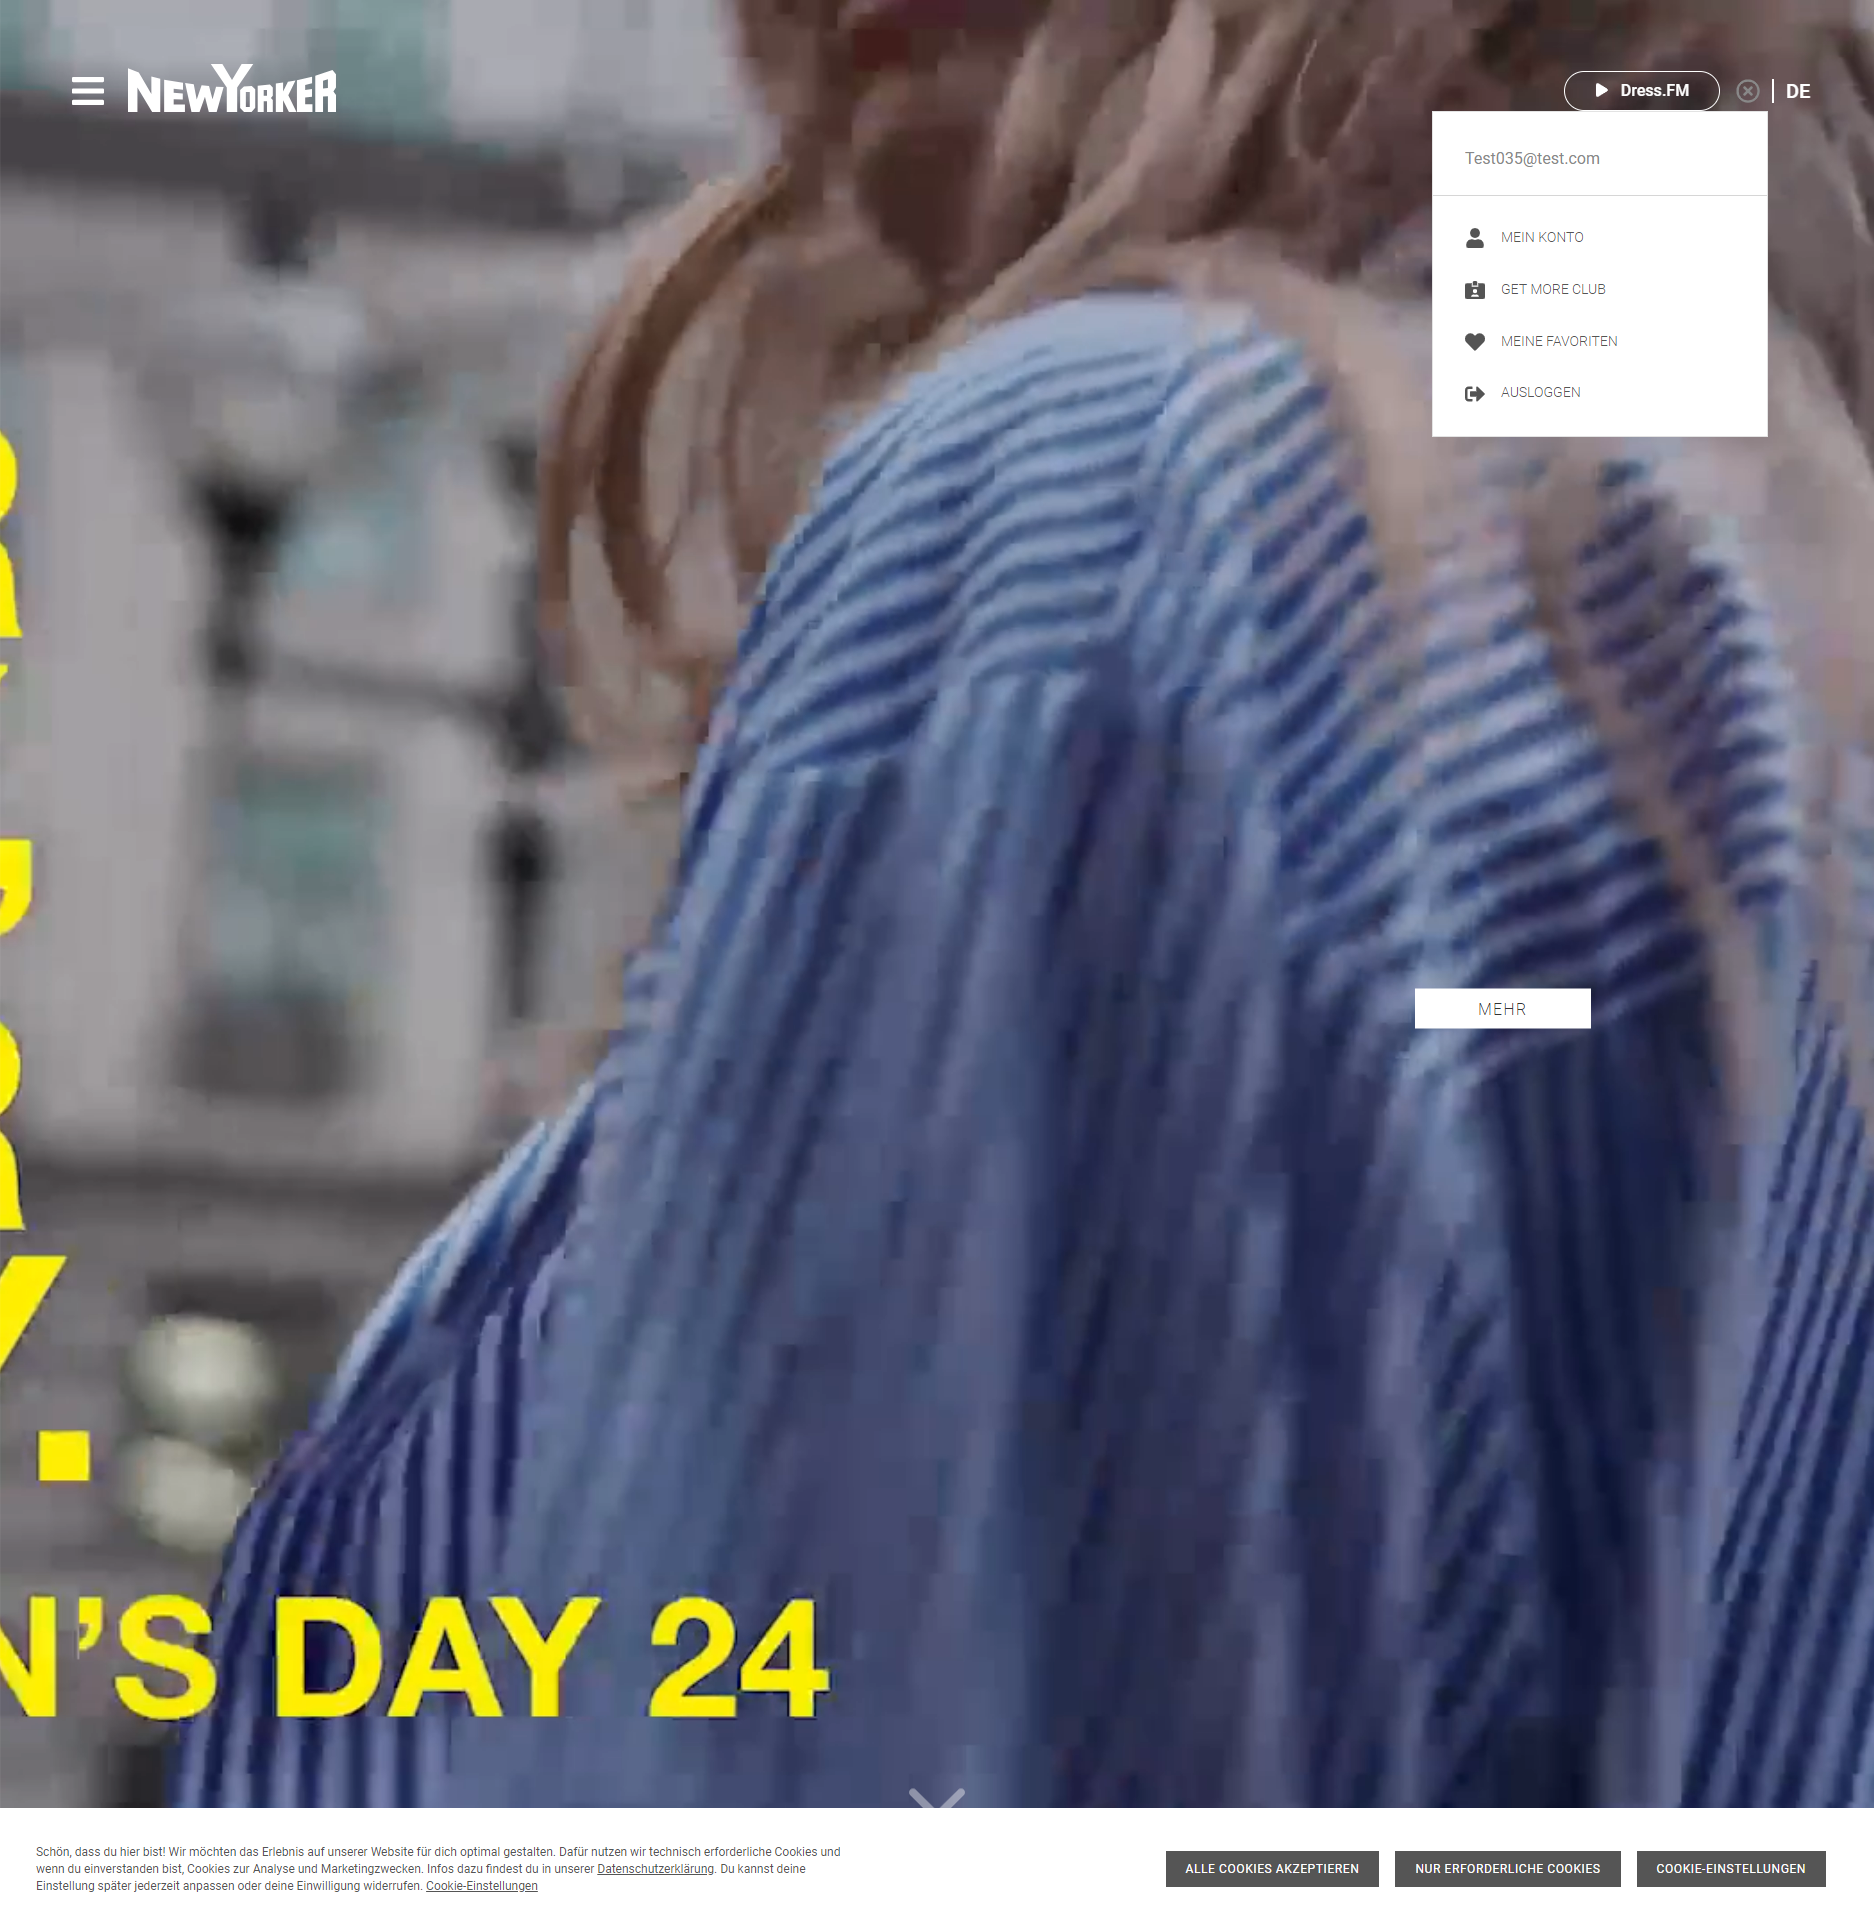 NEWYORKER
Dress.FM
DE
Test035@test.com
MEIN KONTO
GET MORE CLUB
MEINE FAVORITEN
AUSLOGGEN
MEHR
N'S DAY 24
Schön, dass du hier bist! Wir möchten das Erlebnis auf unserer Website für dich optimal gestalten. Dafür nutzen wir technisch erforderliche Cookies und
wenn du einverstanden bist, Cookies zur Analyse und Marketingzwecken. Infos dazu findest du in unserer Datenschutzerklärung. Du kannst deine
Einstellung später jederzeit anpassen oder deine Einwilligung widerrufen. Cookie-Einstellungen
ALLE COOKIES AKZEPTIEREN
NUR ERFORDERLICHE COOKIES
COOKIE-EINSTELLUNGEN